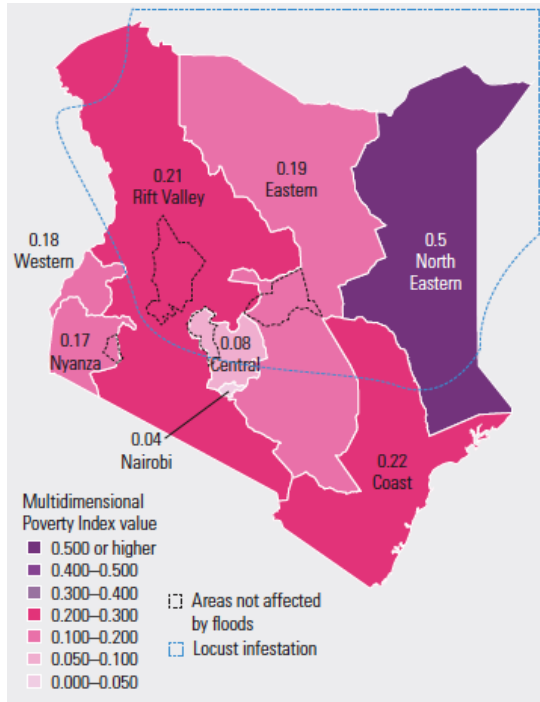 0.21
Rift Valley
0.19
Eastern
0.5
North
Eastern
0.18
Western
0.17
Nyanza
0.08
Central
0.04
Nairobi
0.22
Coast
Multidimensional
Poverty Index value
0.500 or higher
0.400–0.500
0.300–0.400
0.200–0.300
0.100–0.200
0.050–0.100
0.000–0.050
Areas not affected
by floods
Locust infestation